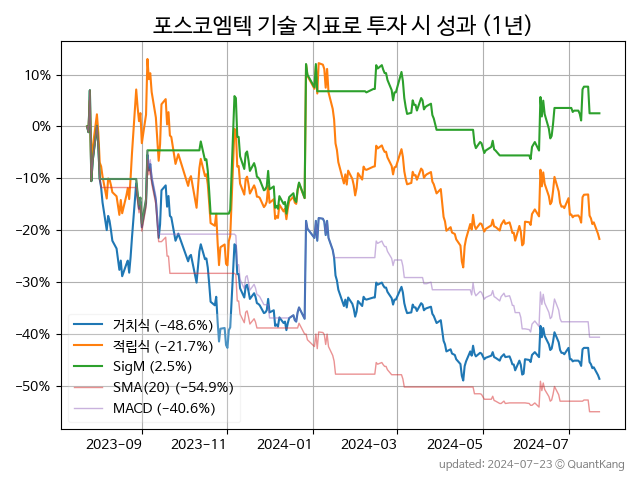 포스코엠텍 기술 지표로 투자 시 성과 (1년)
10%
0%
−10%
−20%
−30%
−40%
−50%
거치식 (−48.6%)
적립식 (−21.7%)
SigM (2.5%)
SMA(20) (−54.9%)
MACD (−40.6%)
2023−09 2023−11 2024−01 2024−03 2024−05 2024−07
updated: 2024−07−23 © QuantKang